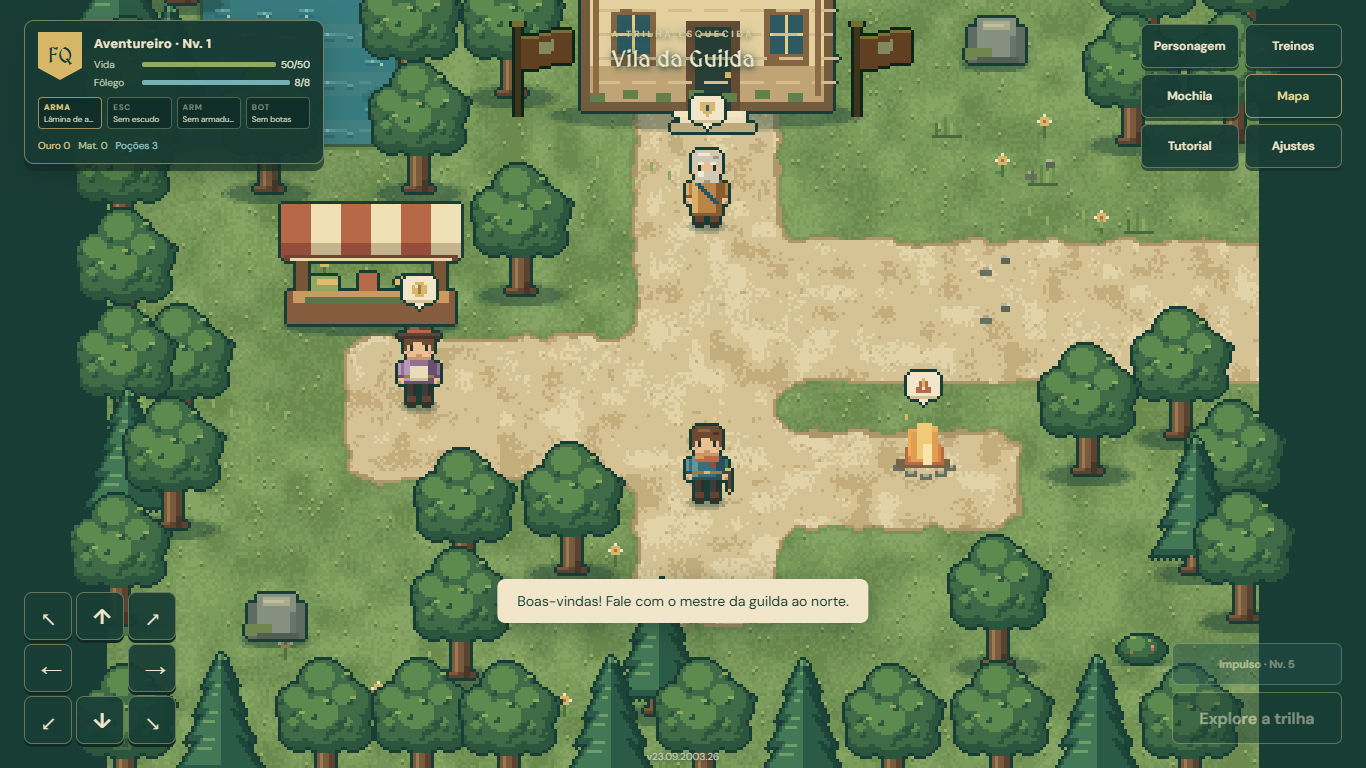 FQ
Aventureiro · Nv. 1
Vida 50/50
Fôlego 8/8
ARMA ESC ARM BOT
Lâmina de a... Sem escudo Sem armadu... Sem botas
Ouro 0 Mat. 0 Poções 3
A TRILHA ESQUECIDA
Vila da Guilda
Personagem Treinos
Mochila Mapa
Tutorial Ajustes
Boas-vindas! Fale com o mestre da guilda ao norte.
↖ ↑ ↗
← →
↙ ↓ ↘
Impulso · Nv. 5
Explore a trilha
v23.09.2003.26